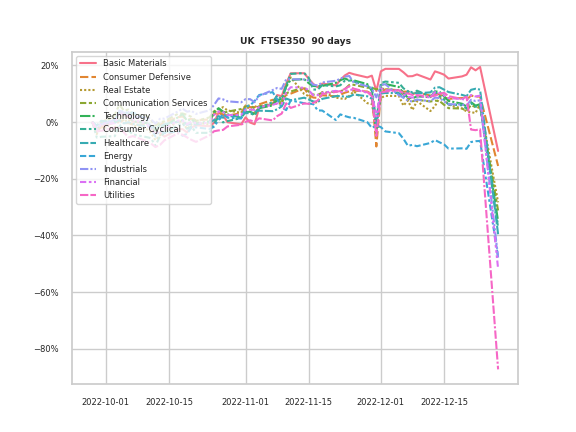 UK  FTSE350  90 days
25%
0%
−20%
−40%
−60%
−80%
Basic Materials
Consumer Defensive
Real Estate
Communication Services
Technology
Consumer Cyclical
Healthcare
Energy
Industrials
Financial
Utilities
2022-10-01
2022-10-15
2022-11-01
2022-11-15
2022-12-01
2022-12-15